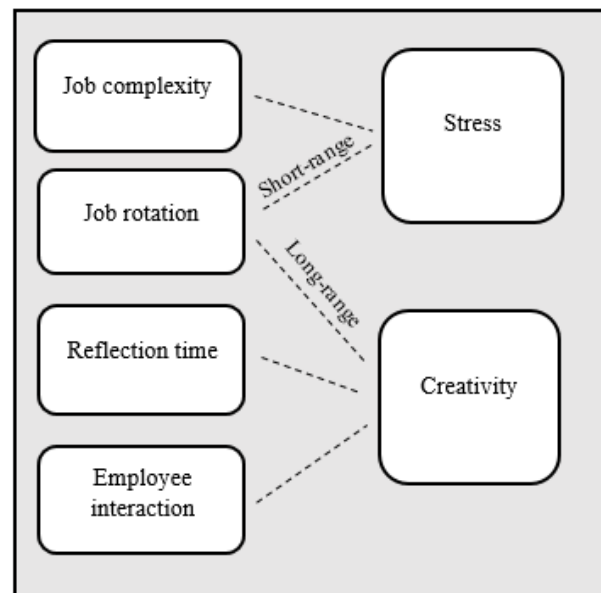 Job complexity
Stress
Short-range
Job rotation
Long-range
Reflection time
Creativity
Employee
interaction